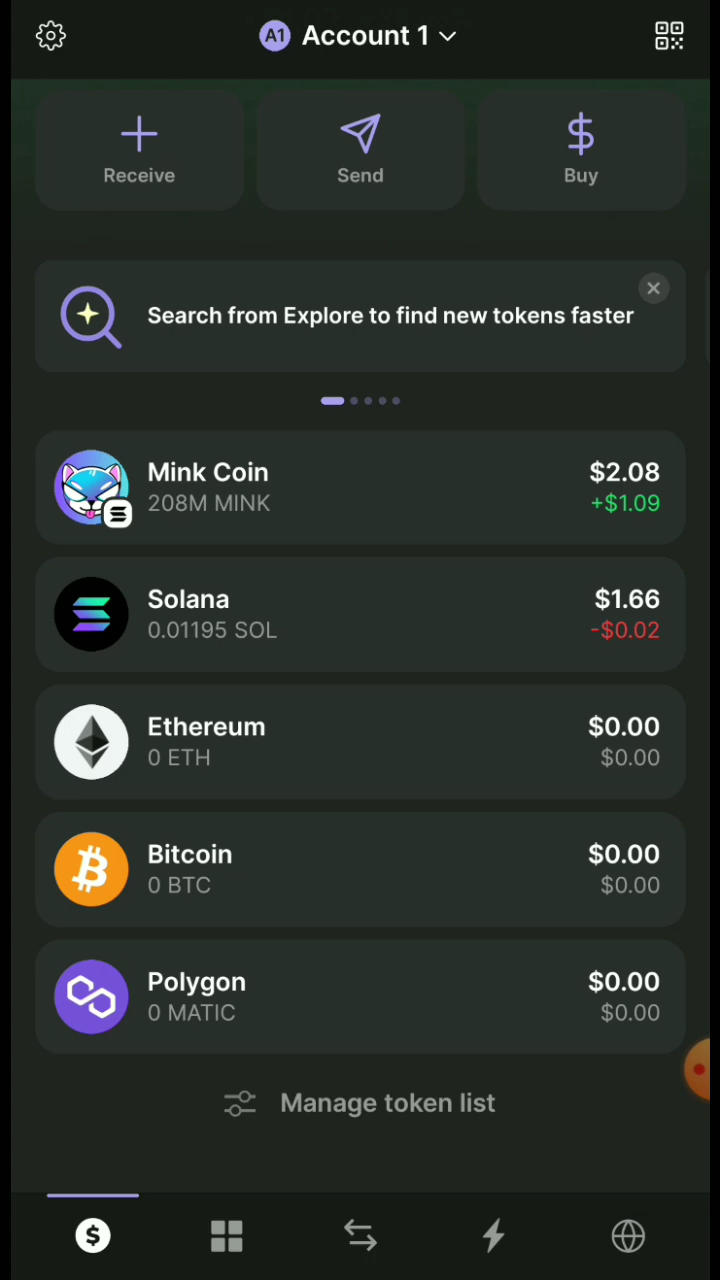 A1 Account 1
Receive
Send
$
Buy
Search from Explore to find new tokens faster
Mink Coin
$2.08
208M MINK
+$1.09
Solana
$1.66
0.01195 SOL
-$0.02
Ethereum
$0.00
0 ETH
$0.00
Bitcoin
$0.00
0 BTC
$0.00
Polygon
$0.00
0 MATIC
$0.00
Manage token list
$